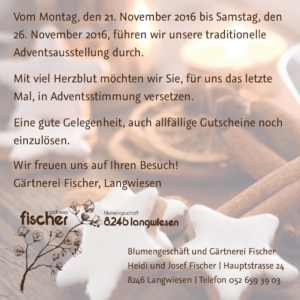 Vom Montag, den 21. November 2016 bis Samstag, den
26. November 2016, führen wir unsere traditionelle
Adventsausstellung durch.
Mit viel Herzblut möchten wir Sie, für uns das letzte
Mal, in Adventsstimmung versetzen.
Eine gute Gelegenheit, auch allfällige Gutscheine noch
einzulösen.
Wir freuen uns auf Ihren Besuch!
Gärtnerei Fischer, Langwiesen
gärtnerei
fischer
blumengeschäft
8246 langwiesen
Blumengeschäft und Gärtnerei Fischer
Heidi und Josef Fischer | Hauptstrasse 24
8246 Langwiesen | Telefon 052 659 39 03